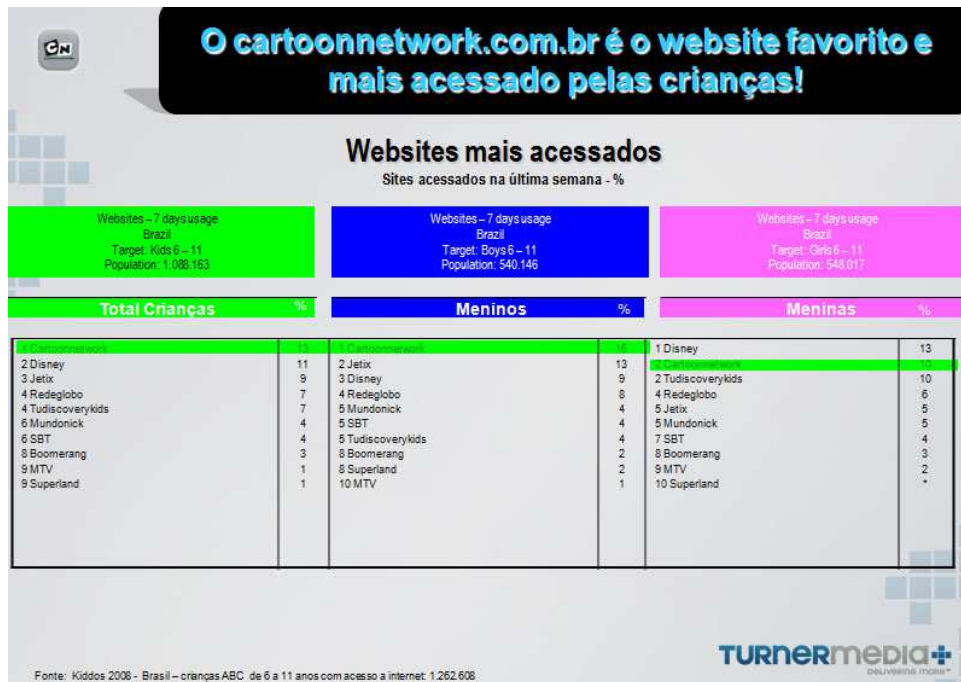 CN
O cartoonnetwork.com.br é o website favorito e
mais acessado pelas crianças!
Websites mais acessados
Sites acessados na última semana - %
Websites – 7 days usage
Brazil
Target: Kids 6 – 11
Population: 1.088.163
Websites – 7 days usage
Brazil
Target: Boys 6 – 11
Population: 540.146
Websites – 7 days usage
Brazil
Target: Girls 6 – 11
Population: 548.017
Total Crianças %
1 Cartoonnetwork 13
2 Disney 11
3 Jetix 9
4 Redeglobo 7
4 Tudiscoverykids 7
6 Mundonick 4
6 SBT 4
8 Boomerang 3
9 MTV 1
9 Superland 1
Meninos %
1 Cartoonnetwork 16
2 Jetix 13
3 Disney 9
4 Redeglobo 8
5 Mundonick 4
5 SBT 4
5 Tudiscoverykids 4
8 Boomerang 2
8 Superland 2
10 MTV 1
Meninas %
1 Disney 13
2 Cartoonnetwork 10
2 Tudiscoverykids 10
4 Redeglobo 6
5 Jetix 5
5 Mundonick 5
7 SBT 4
8 Boomerang 3
9 MTV 2
10 Superland *
TURNERMEDIA+
DELIVERING MORE
Fonte: Kiddos 2008 - Brasil – crianças ABC de 6 a 11 anos com acesso a internet: 1.262.608